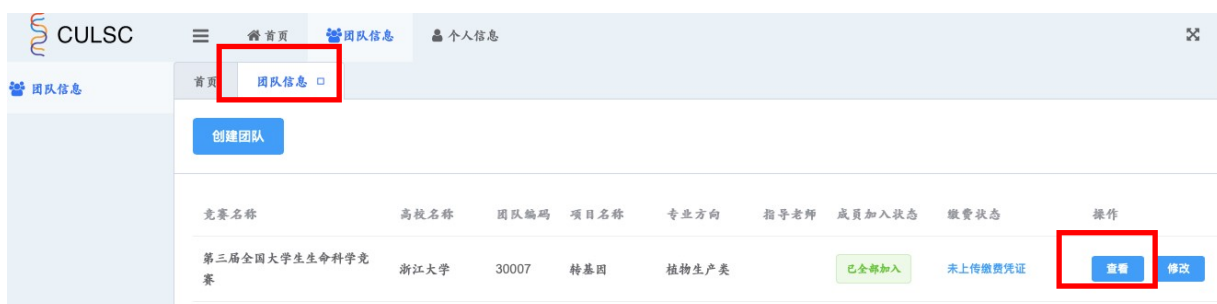 CULSC
首页 团队信息 个人信息
团队信息
首页 团队信息
创建团队
竞赛名称 高校名称 团队编码 项目名称 专业方向 指导老师 成员加入状态 缴费状态 操作
第三届全国大学生生命科学竞
赛
浙江大学 30007 转基因 植物生产类 已全部加入 未上传缴费凭证 查看 修改